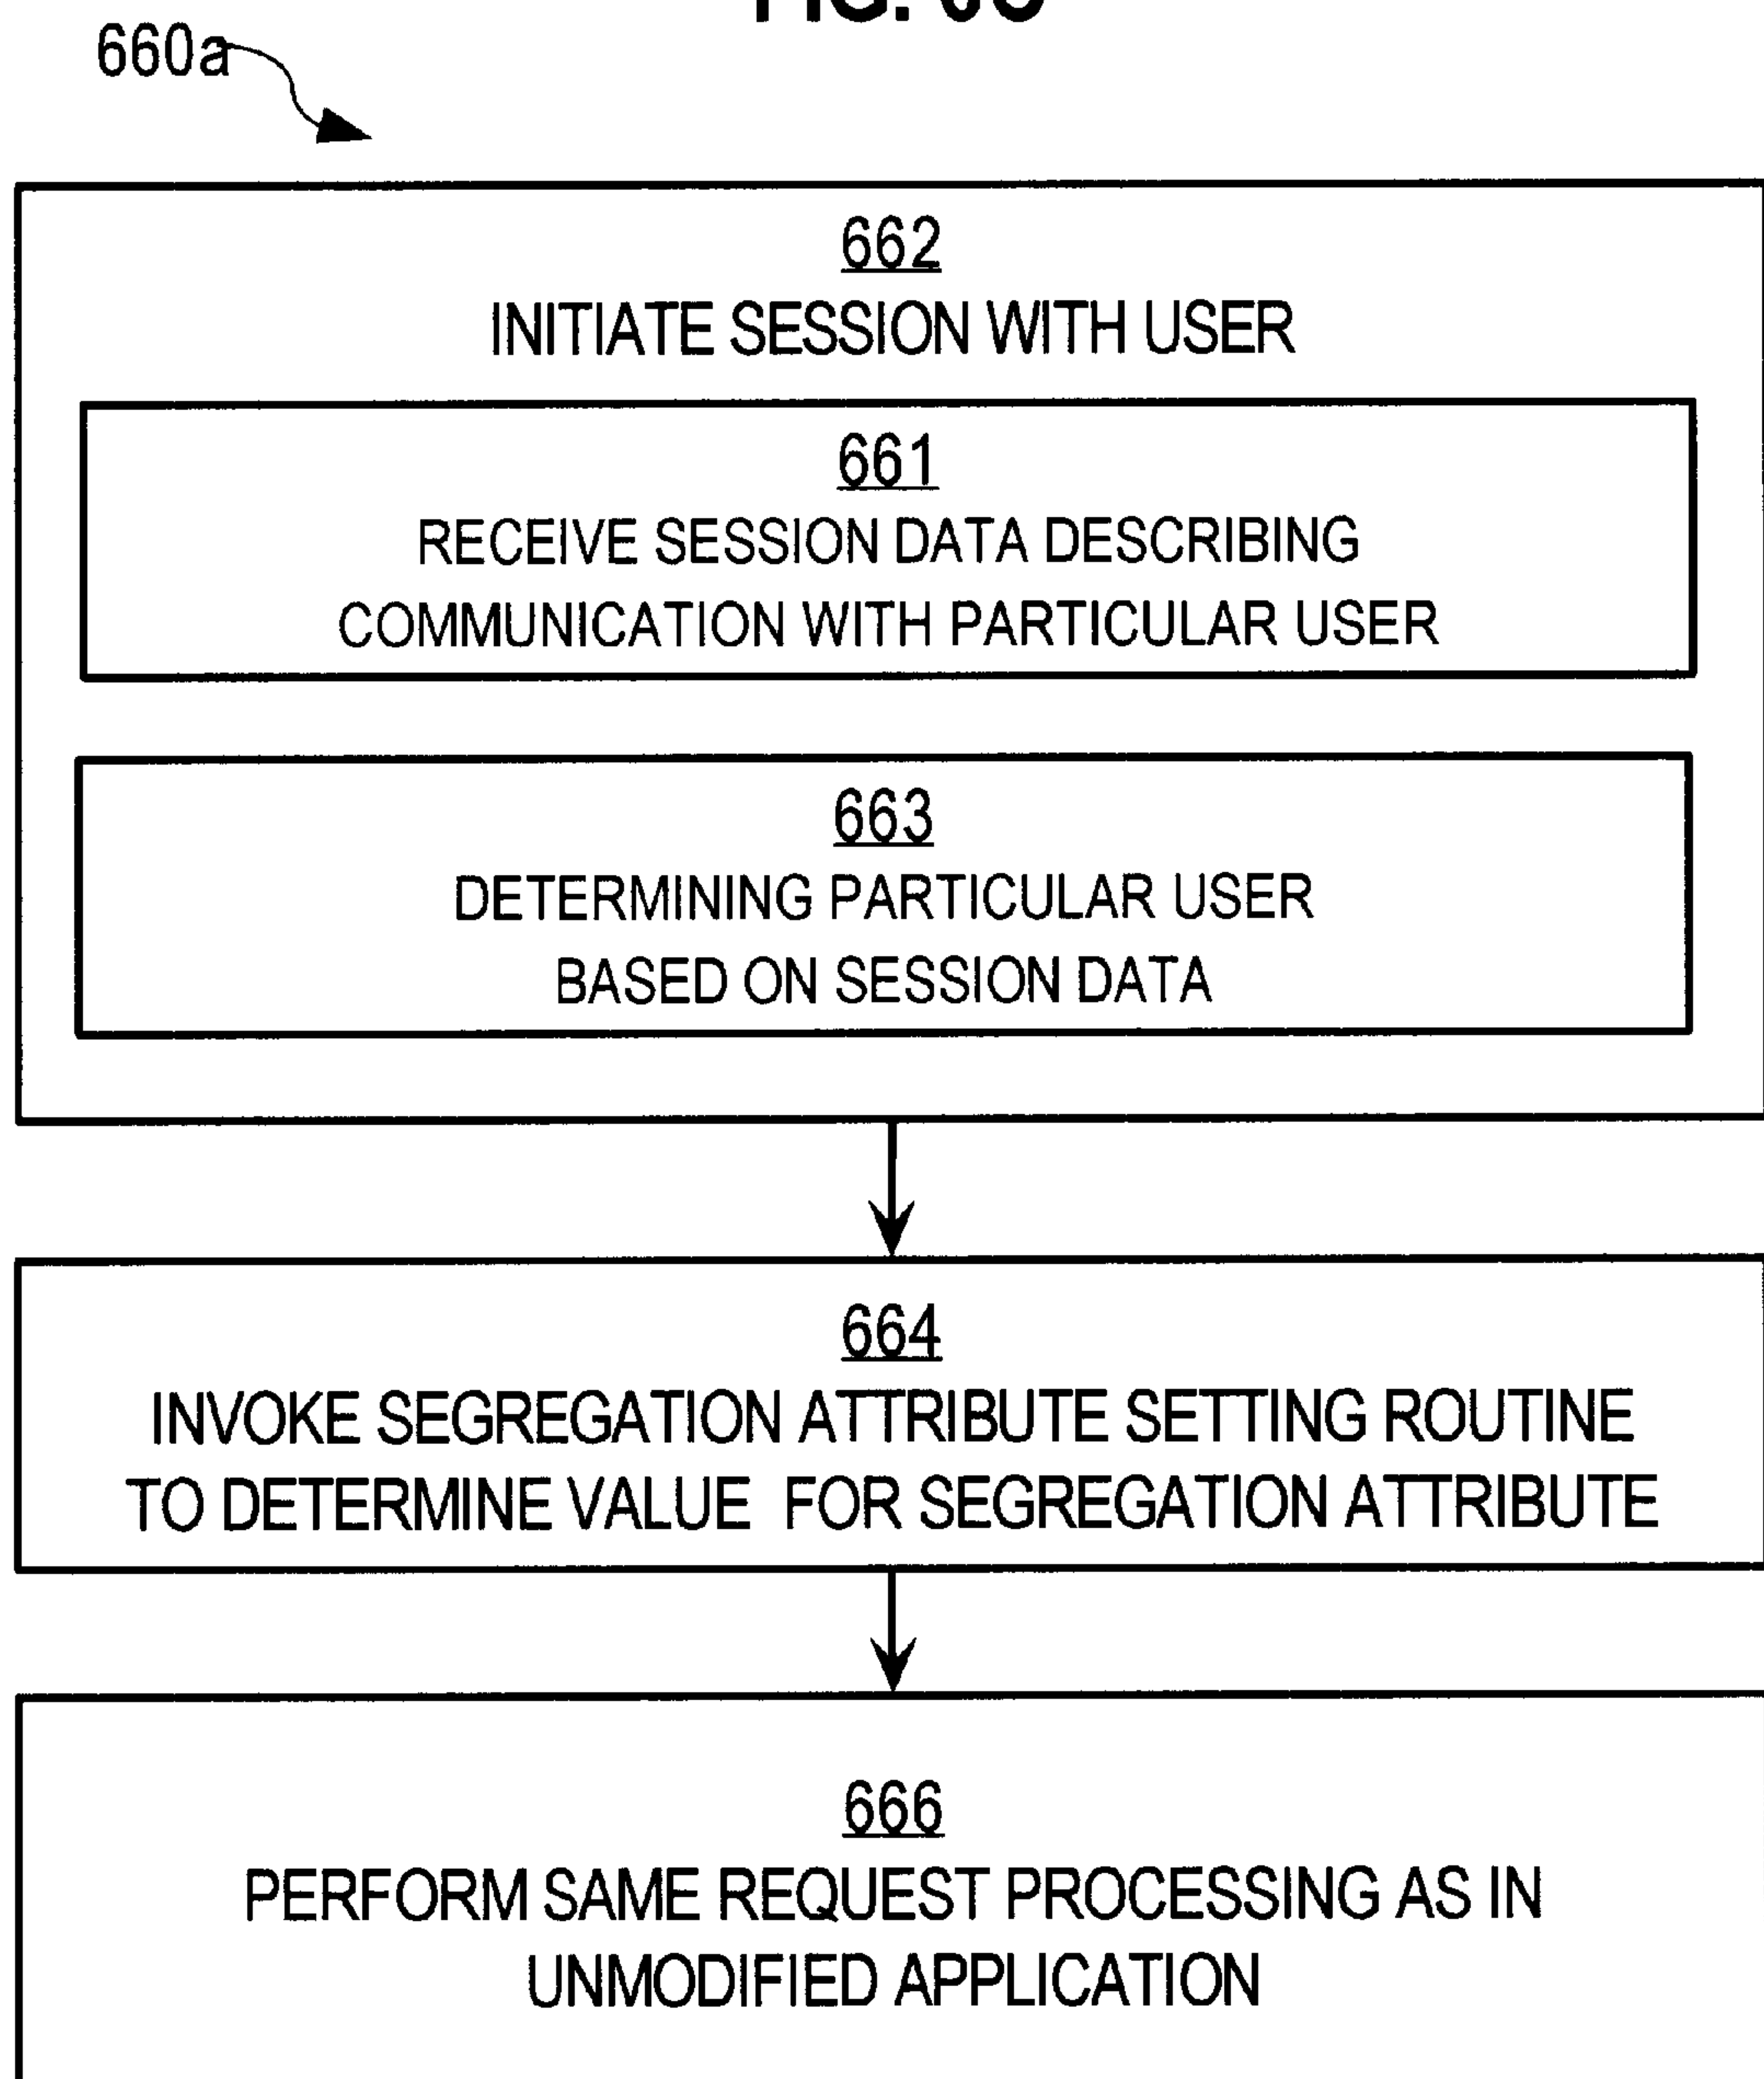 FIG.
660a
662
INITIATE SESSION WITH USER
661
RECEIVE SESSION DATA DESCRIBING
COMMUNICATION WITH PARTICULAR USER
663
DETERMINING PARTICULAR USER
BASED ON SESSION DATA
664
INVOKE SEGREGATION ATTRIBUTE SETTING ROUTINE
TO DETERMINE VALUE FOR SEGREGATION ATTRIBUTE
666
PERFORM SAME REQUEST PROCESSING AS IN
UNMODIFIED APPLICATION